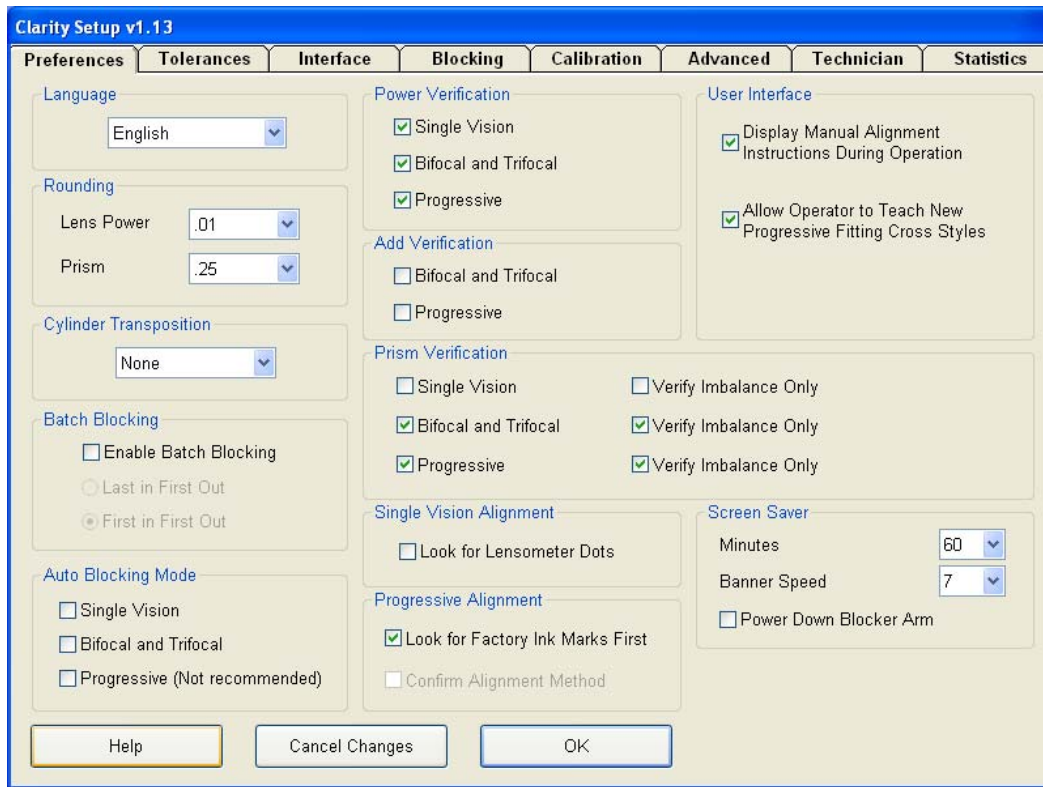 Clarity Setup v1.13
Preferences
Tolerances
Interface
Blocking
Calibration
Advanced
Technician
Statistics
Language
English
Rounding
Lens Power
.01
Prism
.25
Cylinder Transposition
None
Batch Blocking
Enable Batch Blocking
Last in First Out
First in First Out
Auto Blocking Mode
Single Vision
Bifocal and Trifocal
Progressive (Not recommended)
Power Verification
Single Vision
Bifocal and Trifocal
Progressive
Add Verification
Bifocal and Trifocal
Progressive
Prism Verification
Single Vision
Verify Imbalance Only
Bifocal and Trifocal
Verify Imbalance Only
Progressive
Verify Imbalance Only
Single Vision Alignment
Look for Lensometer Dots
Progressive Alignment
Look for Factory Ink Marks First
Confirm Alignment Method
User Interface
Display Manual Alignment
Instructions During Operation
Allow Operator to Teach New
Progressive Fitting Cross Styles
Screen Saver
Minutes
60
Banner Speed
7
Power Down Blocker Arm
Help
Cancel Changes
OK